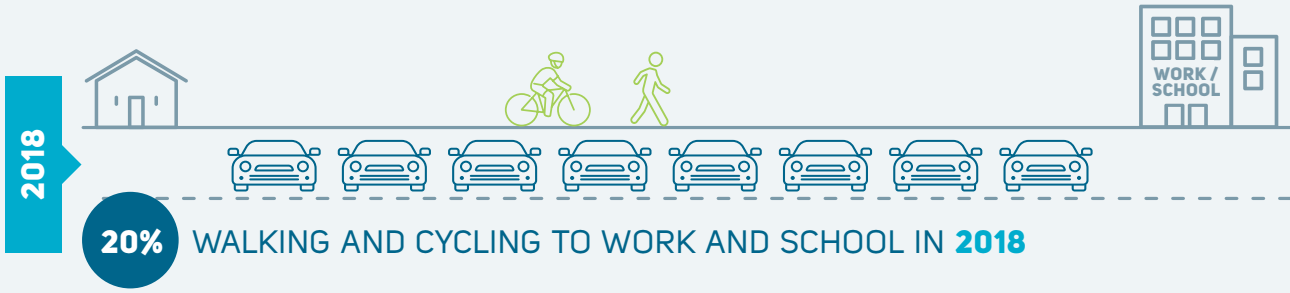 WORK /
SCHOOL
2018
20% WALKING AND CYCLING TO WORK AND SCHOOL IN 2018